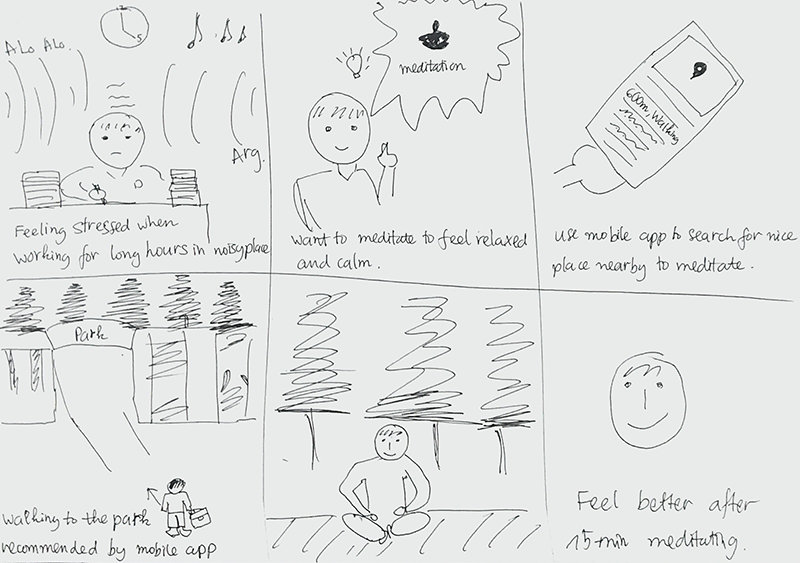 ALo ALo.
Arg.
Feeling stressed when
working for long hours in noisy place
meditation
want to meditate to feel relaxed
and calm.
600m, Walking
use mobile app to search for nice
place nearby to meditate.
Park
walking to the park
recommended by mobile app
Feel better after
15-min meditating.